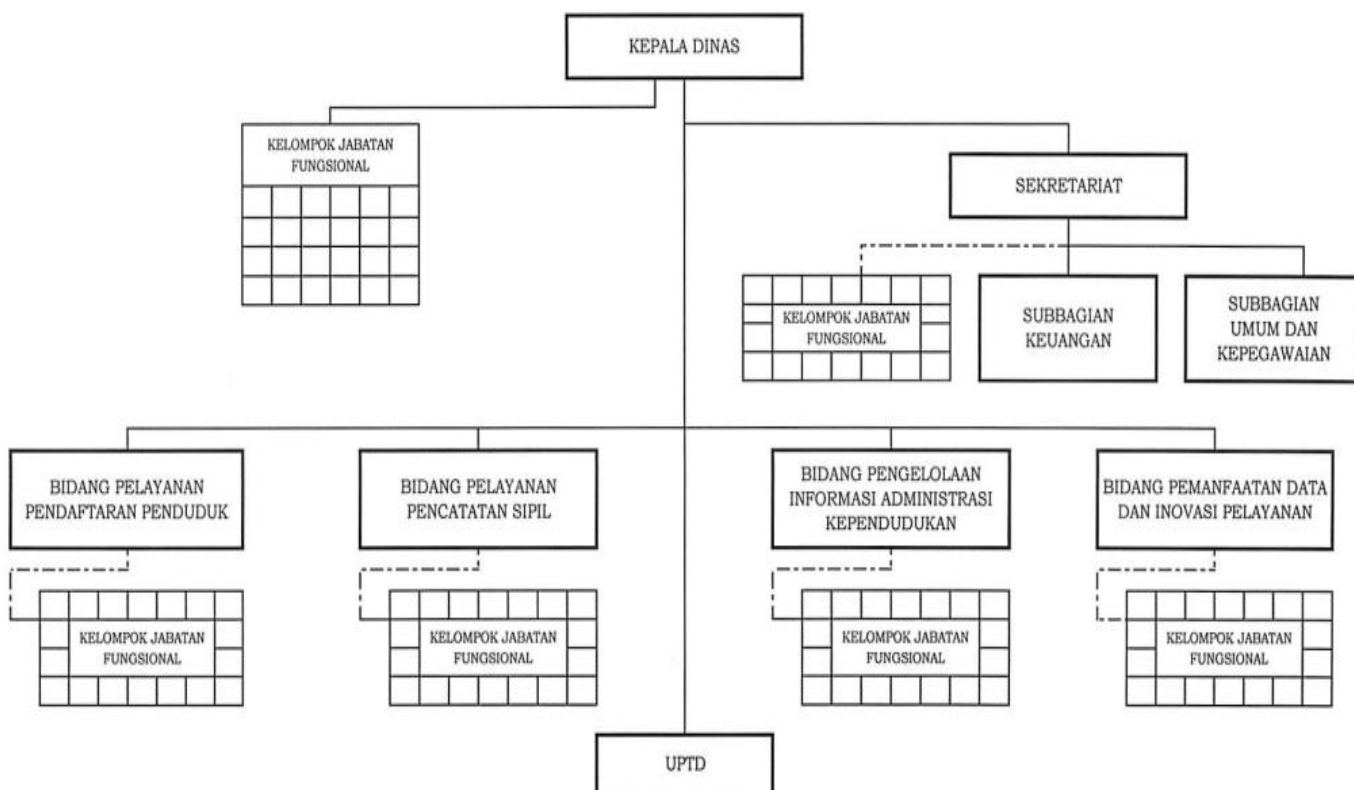 KEPALA DINAS
KELOMPOK JABATAN
FUNGSIONAL
SEKRETARIAT
KELOMPOK JABATAN
FUNGSIONAL
SUBBAGIAN
KEUANGAN
SUBBAGIAN
UMUM DAN
KEPEGAWAIAN
BIDANG PELAYANAN
PENDAFTARAN PENDUDUK
BIDANG PELAYANAN
PENCATATAN SIPIL
BIDANG PENGELOLAAN
INFORMASI ADMINISTRASI
KEPENDUDUKAN
BIDANG PEMANFAATAN DATA
DAN INOVASI PELAYANAN
KELOMPOK JABATAN
FUNGSIONAL
KELOMPOK JABATAN
FUNGSIONAL
KELOMPOK JABATAN
FUNGSIONAL
KELOMPOK JABATAN
FUNGSIONAL
UPTD